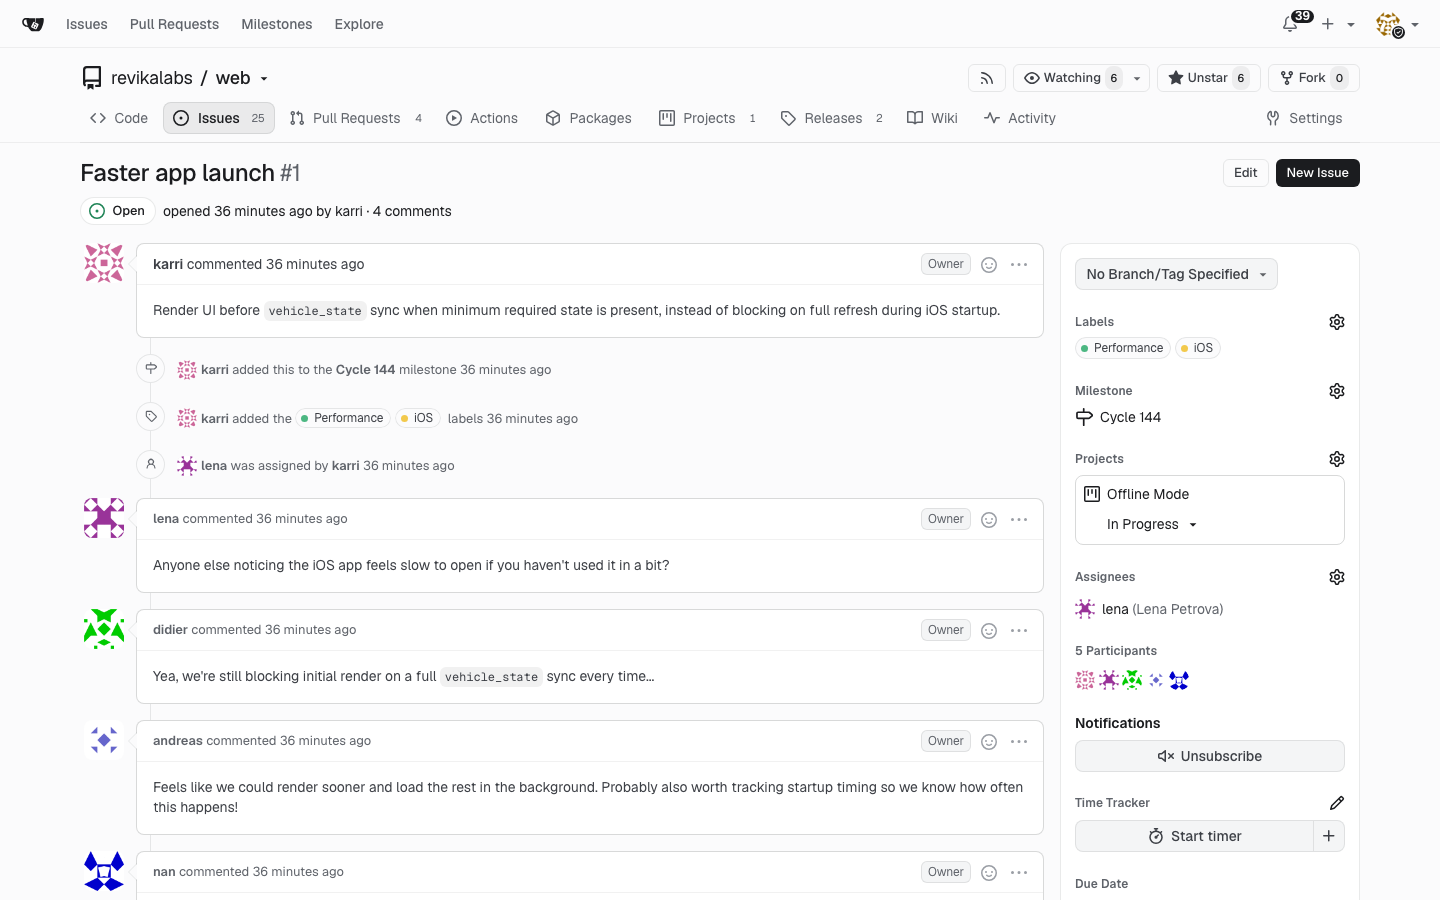 Issues Pull Requests Milestones Explore 39
revikalabs / web Watching 6 Unstar 6 Fork 0
Code Issues 25 Pull Requests 4 Actions Packages Projects 1 Releases 2 Wiki Activity Settings
Faster app launch #1 Edit New Issue
Open opened 36 minutes ago by karri · 4 comments
karri commented 36 minutes ago Owner
Render UI before vehicle_state sync when minimum required state is present, instead of blocking on full refresh during iOS startup.
karri added this to the Cycle 144 milestone 36 minutes ago
karri added the Performance iOS labels 36 minutes ago
lena was assigned by karri 36 minutes ago
lena commented 36 minutes ago Owner
Anyone else noticing the iOS app feels slow to open if you haven't used it in a bit?
didier commented 36 minutes ago Owner
Yea, we're still blocking initial render on a full vehicle_state sync every time...
andreas commented 36 minutes ago Owner
Feels like we could render sooner and load the rest in the background. Probably also worth tracking startup timing so we know how often
this happens!
nan commented 36 minutes ago Owner
No Branch/Tag Specified
Labels
Performance iOS
Milestone
Cycle 144
Projects
Offline Mode
In Progress
Assignees
lena (Lena Petrova)
5 Participants
Notifications
Unsubscribe
Time Tracker
Start timer
Due Date